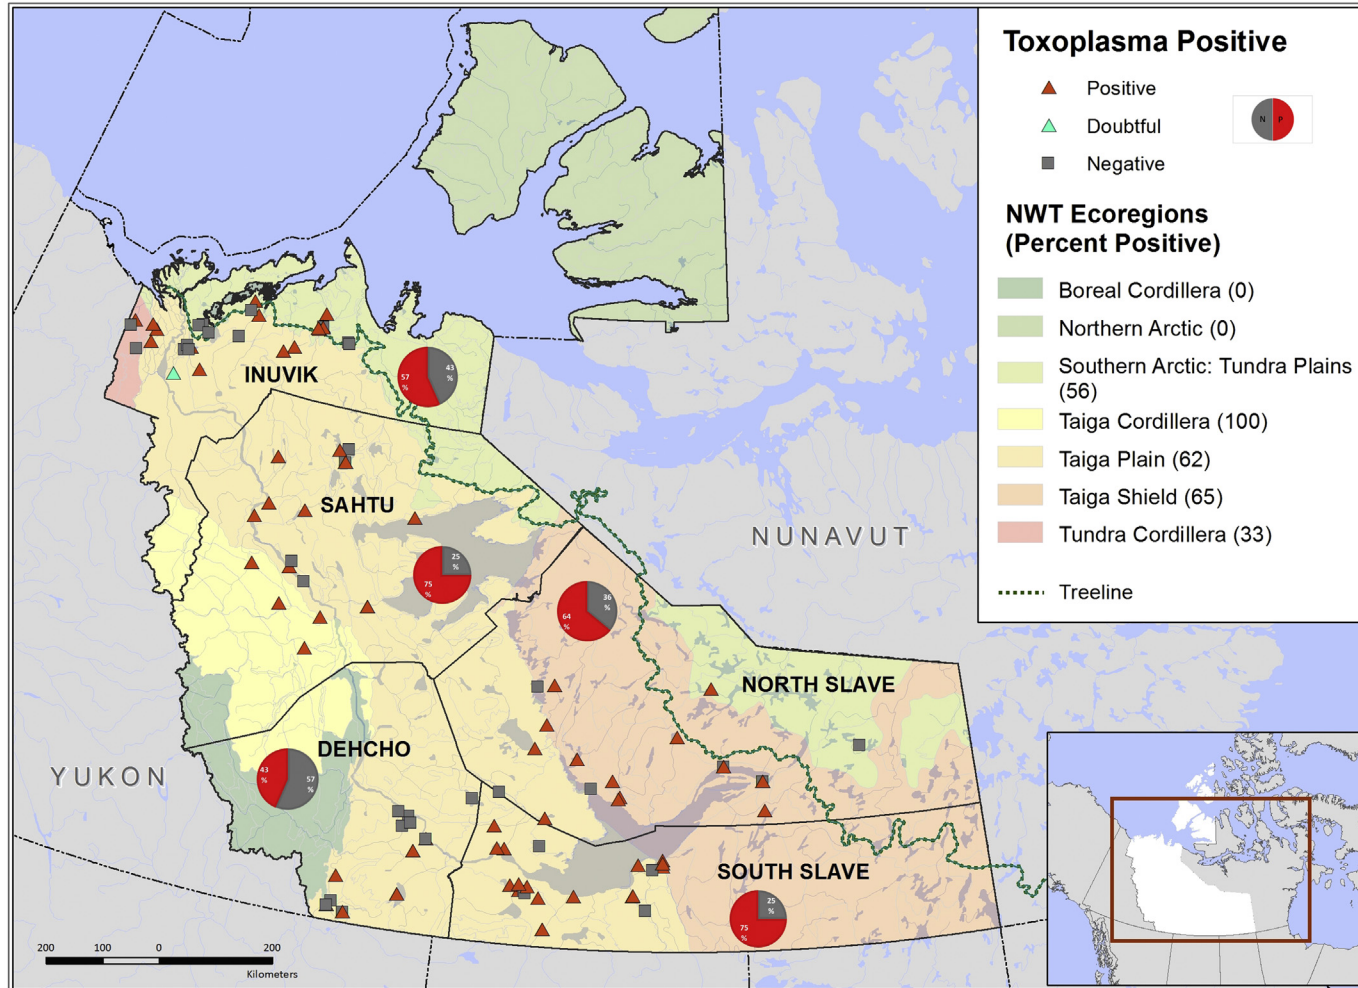 Toxoplasma Positive
Positive
Doubtful
Negative
N P
NWT Ecoregions
(Percent Positive)
Boreal Cordillera (0)
Northern Arctic (0)
Southern Arctic: Tundra Plains
(56)
Taiga Cordillera (100)
Taiga Plain (62)
Taiga Shield (65)
Tundra Cordillera (33)
Treeline
INUVIK
57 %
43 %
SAHTU
75 %
25 %
NUNAVUT
64 %
36 %
NORTH SLAVE
DEHCHO
43 %
57 %
YUKON
SOUTH SLAVE
75 %
25 %
200 100 0 200
Kilometers